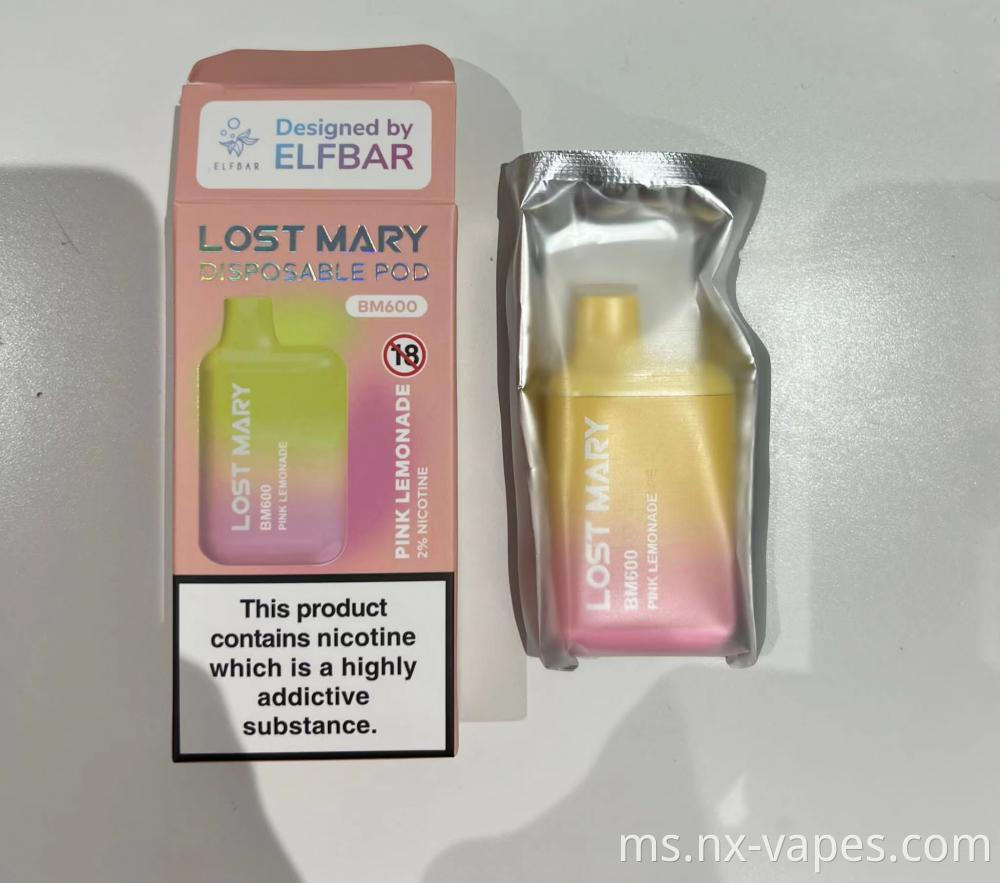 ELFBAR
Designed by
ELFBAR
LOST MARY
DISPOSABLE POD
BM600
18
LOST MARY
BM600
PINK LEMONADE
PINK LEMONADE
2% NICOTINE
This product
contains nicotine
which is a highly
addictive
substance.
LOST MARY
BM600
PINK LEMONADE
ms.nx-vapes.com